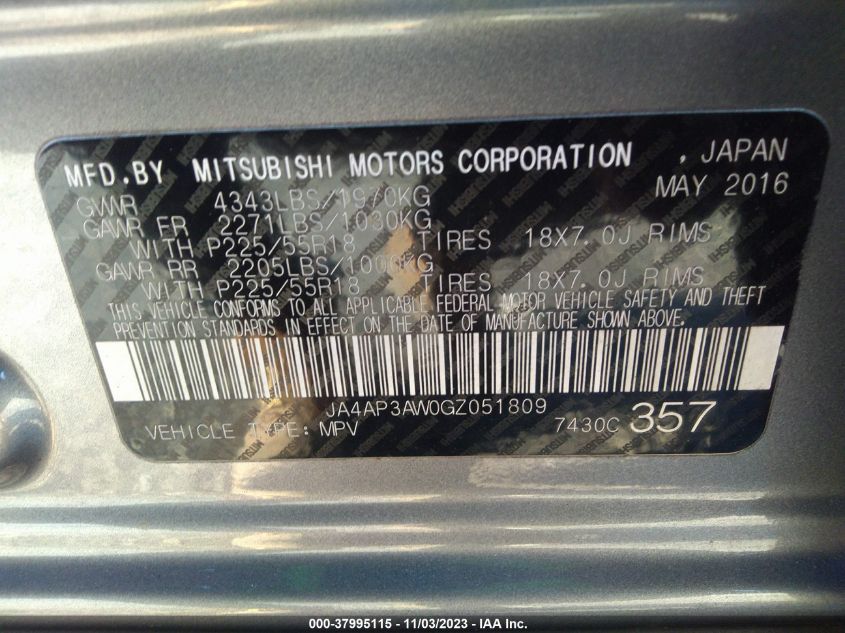 MFD.BY MITSUBISHI MOTORS CORPORATION , JAPAN
GVWR 4343LBS/ MAY 2016
GAWR FR 2271LBS/1030KG
WITH P225/55R18 TIRES 18X7.0J RIMS
GAWR RR 2205LBS/1000KG
WITH P225/55R18 TIRES 18X7.0J RIMS
THIS VEHICLE CONFORMS TO ALL APPLICABLE FEDERAL MOTOR VEHICLE SAFETY AND THEFT
PREVENTION STANDARDS IN EFFECT ON THE DATE OF MANUFACTURE SHOWN ABOVE.
JA4AP3AW0GZ051809
VEHICLE TYPE: MPV 7430C 357
000-37995115 - 11/03/2023 - IAA Inc.